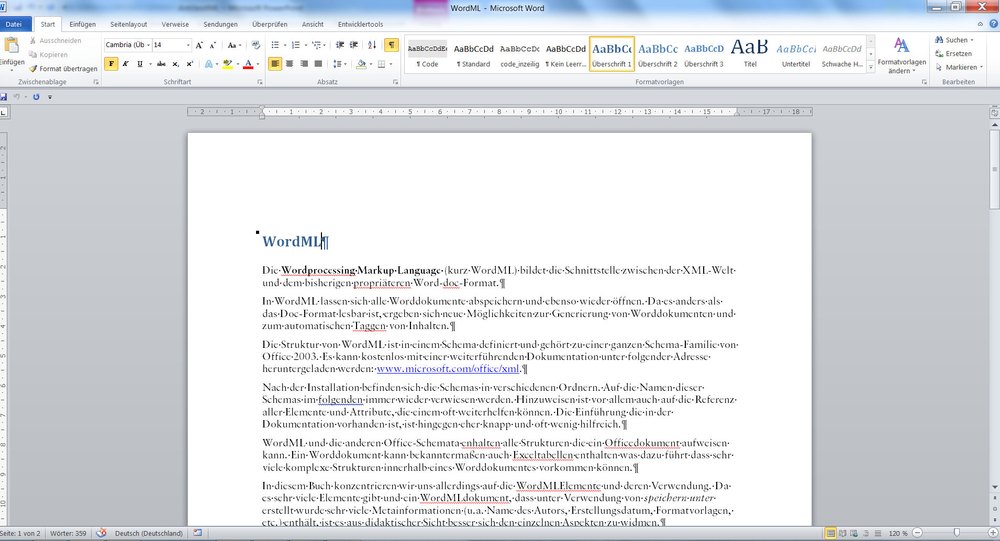 WordML - Microsoft Word
Datei Start Einfügen Seitenlayout Verweise Sendungen Überprüfen Ansicht Entwicklertools
Einfügen
Ausschneiden
Kopieren
Format übertragen
Zwischenablage
Cambria (Üb 14
F K U abc x₂ x²
Schriftart
Absatz
AaBbCcDdEe AaBbCcDd AaBbCcDc AaBbCcDd AaBbCc AaBbCc AaBbCcD AaB AaBbCcl AaBbCcDd
¶ Code ¶ Standard code_inzeilig ¶ Kein Leerr... Überschrift 1 Überschrift 2 Überschrift 3 Titel Untertitel Schwache H...
Formatvorlagen
Formatvorlagen
ändern
Suchen
Ersetzen
Markieren
Bearbeiten
2 1 1 2 3 4 5 6 7 8 9 10 11 12 13 14 15 17 18
WordML¶
Die·Wordprocessing·Markup·Language·(kurz·WordML)·bildet·die·Schnittstelle·zwischen·der·XML-Welt·
und·dem·bisherigen·propriäteren·Word-doc-Format.¶
In·WordML·lassen·sich·alle·Worddokumente·abspeichern·und·ebenso·wieder·öffnen.·Da·es·anders·als·
das·Doc-Format·lesbar·ist,·ergeben·sich·neue·Möglichkeiten·zur·Generierung·von·Worddokumenten·und·
zum·automatischen·Taggen·von·Inhalten.¶
Die·Struktur·von·WordML·ist·in·einem·Schema·definiert·und·gehört·zu·einer·ganzen·Schema-Familie·von·
Office·2003.·Es·kann·kostenlos·mit·einer·weiterführenden·Dokumentation·unter·folgender·Adresse·
heruntergeladen·werden:·www.microsoft.com/office/xml.¶
Nach·der·Installation·befinden·sich·die·Schemas·in·verschiedenen·Ordnern.·Auf·die·Namen·dieser·
Schemas·im·folgenden·immer·wieder·verwiesen·werden.·Hinzuweisen·ist·vor·allem·auch·auf·die·Referenz·
aller·Elemente·und·Attribute,·die·einem·oft·weiterhelfen·können.·Die·Einführung·die·in·der·
Dokumentation·vorhanden·ist,·ist·hingegen·eher·knapp·und·oft·wenig·hilfreich.¶
WordML·und·die·anderen·Office-Schemata·enhalten·alle·Strukturen·die·ein·Officedokument·aufweisen·
kann.·Ein·Worddokument·kann·bekanntermaßen·auch·Exceltabellen·enthalten·was·dazu·führt·dass·sehr·
viele·komplexe·Strukturen·innerhalb·eines·Worddokumentes·vorkommen·können.¶
In·diesem·Buch·konzentrieren·wir·uns·allerdings·auf·die·WordMLElemente·und·deren·Verwendung.·Da·
es·sehr·viele·Elemente·gibt·und·ein·WordMLdokument,·dass·unter·Verwendung·von·speichern·unter·
erstellt·wurde·sehr·viele·Metainformationen·(u.a.·Name·des·Autors,·Erstellungsdatum,·Formatvorlagen,·
etc.)·enthält,·ist·es·aus·didaktischer·Sicht·besser·sich·den·einzelnen·Aspekten·zu·widmen.¶
Seite: 1 von 2 Wörter: 359 Deutsch (Deutschland) 120 %